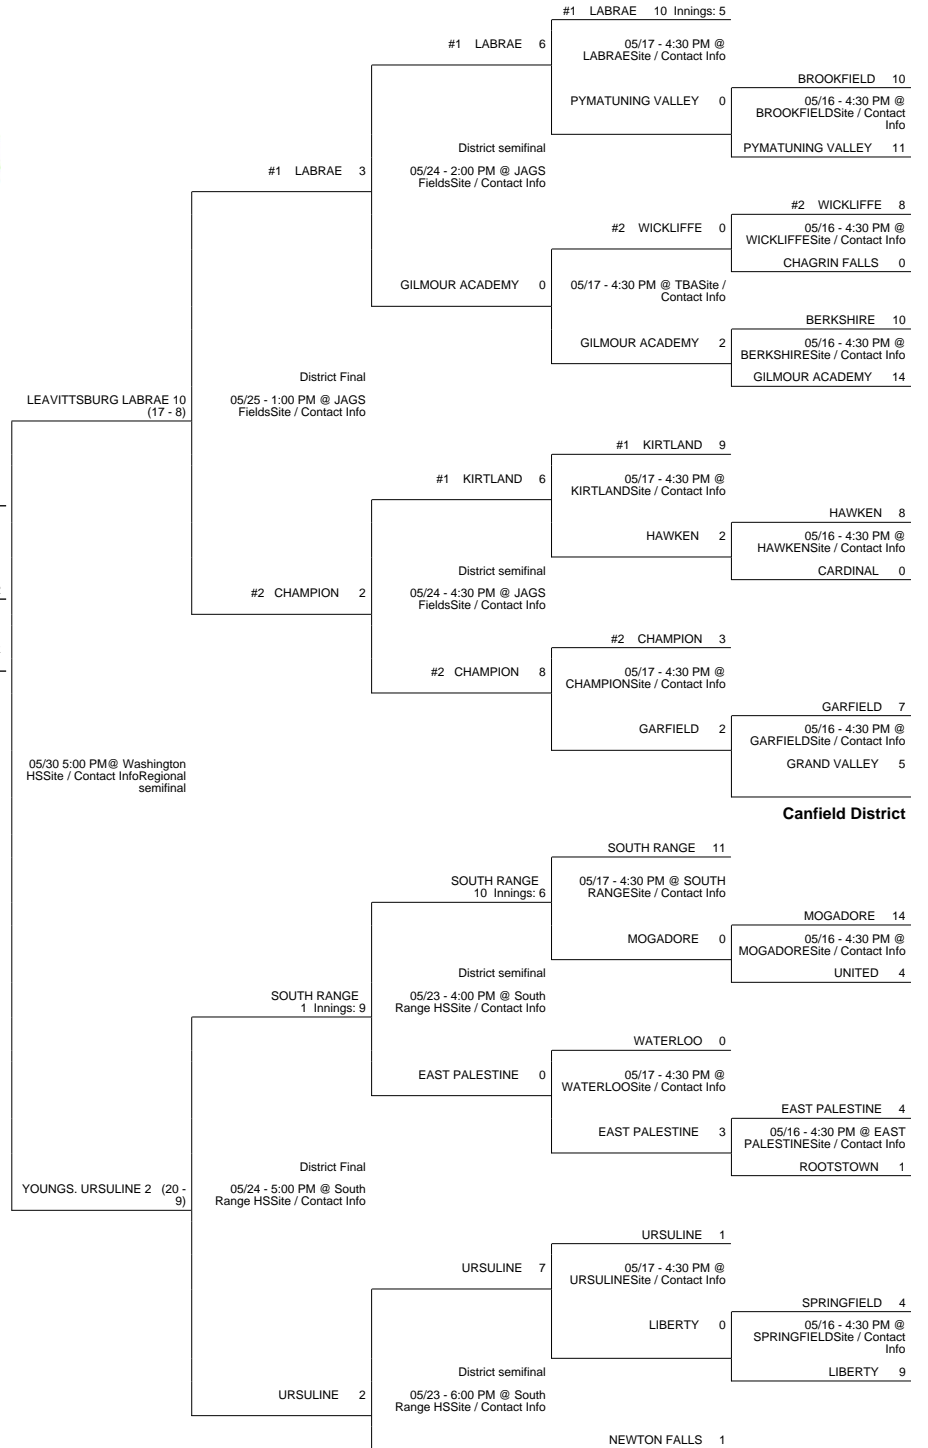 #1 LABRAE 10 Innings: 5
#1 LABRAE 6
05/17 - 4:30 PM @
LABRAESite / Contact Info
BROOKFIELD 10
PYMATUNING VALLEY 0
05/16 - 4:30 PM @
BROOKFIELDSite / Contact
Info
District semifinal
PYMATUNING VALLEY 11
#1 LABRAE 3
05/24 - 2:00 PM @ JAGS
FieldsSite / Contact Info
#2 WICKLIFFE 8
#2 WICKLIFFE 0
05/16 - 4:30 PM @
WICKLIFFESite / Contact Info
CHAGRIN FALLS 0
GILMOUR ACADEMY 0
05/17 - 4:30 PM @ TBASite /
Contact Info
BERKSHIRE 10
GILMOUR ACADEMY 2
05/16 - 4:30 PM @
BERKSHIRESite / Contact Info
District Final
GILMOUR ACADEMY 14
LEAVITTSBURG LABRAE 10
(17 - 8)
05/25 - 1:00 PM @ JAGS
FieldsSite / Contact Info
#1 KIRTLAND 9
#1 KIRTLAND 6
05/17 - 4:30 PM @
KIRTLANDSite / Contact Info
HAWKEN 8
HAWKEN 2
05/16 - 4:30 PM @
HAWKENSite / Contact Info
District semifinal
CARDINAL 0
#2 CHAMPION 2
05/24 - 4:30 PM @ JAGS
FieldsSite / Contact Info
#2 CHAMPION 3
#2 CHAMPION 8
05/17 - 4:30 PM @
CHAMPIONSite / Contact Info
GARFIELD 7
GARFIELD 2
05/16 - 4:30 PM @
GARFIELDSite / Contact Info
05/30 5:00 PM@ Washington
HSSite / Contact InfoRegional
semifinal
GRAND VALLEY 5
Canfield District
SOUTH RANGE 11
SOUTH RANGE
10 Innings: 6
05/17 - 4:30 PM @ SOUTH
RANGESite / Contact Info
MOGADORE 14
MOGADORE 0
05/16 - 4:30 PM @
MOGADORESite / Contact Info
District semifinal
UNITED 4
SOUTH RANGE
1 Innings: 9
05/23 - 4:00 PM @ South
Range HSSite / Contact Info
WATERLOO 0
EAST PALESTINE 0
05/17 - 4:30 PM @
WATERLOOSite / Contact Info
EAST PALESTINE 4
EAST PALESTINE 3
05/16 - 4:30 PM @ EAST
PALESTINESite / Contact Info
District Final
ROOTSTOWN 1
YOUNGS. URSULINE 2 (20 -
9)
05/24 - 5:00 PM @ South
Range HSSite / Contact Info
URSULINE 1
URSULINE 7
05/17 - 4:30 PM @
URSULINESite / Contact Info
SPRINGFIELD 4
LIBERTY 0
05/16 - 4:30 PM @
SPRINGFIELDSite / Contact
Info
District semifinal
LIBERTY 9
URSULINE 2
05/23 - 6:00 PM @ South
Range HSSite / Contact Info
NEWTON FALLS 1